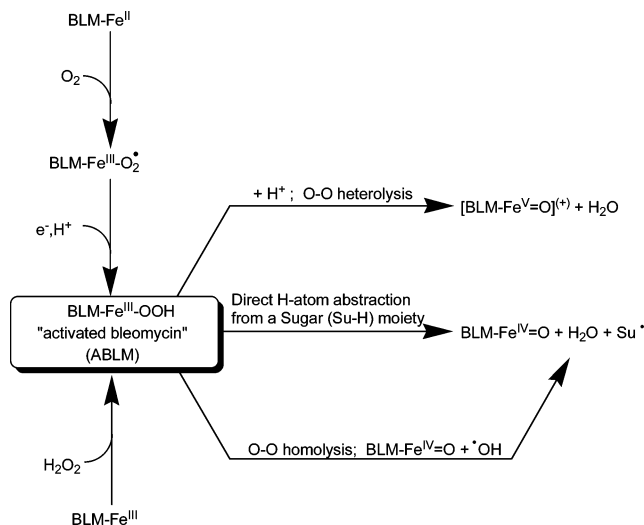 BLM-Fe^II
O₂
BLM-Fe^III-O₂^•
+ H⁺ ; O-O heterolysis
[BLM-Fe^V=O]^(+) + H₂O
e⁻,H⁺
BLM-Fe^III-OOH
"activated bleomycin"
(ABLM)
Direct H-atom abstraction
from a Sugar (Su-H) moiety
BLM-Fe^IV=O + H₂O + Su^•
O-O homolysis; BLM-Fe^IV=O + ^•OH
H₂O₂
BLM-Fe^III